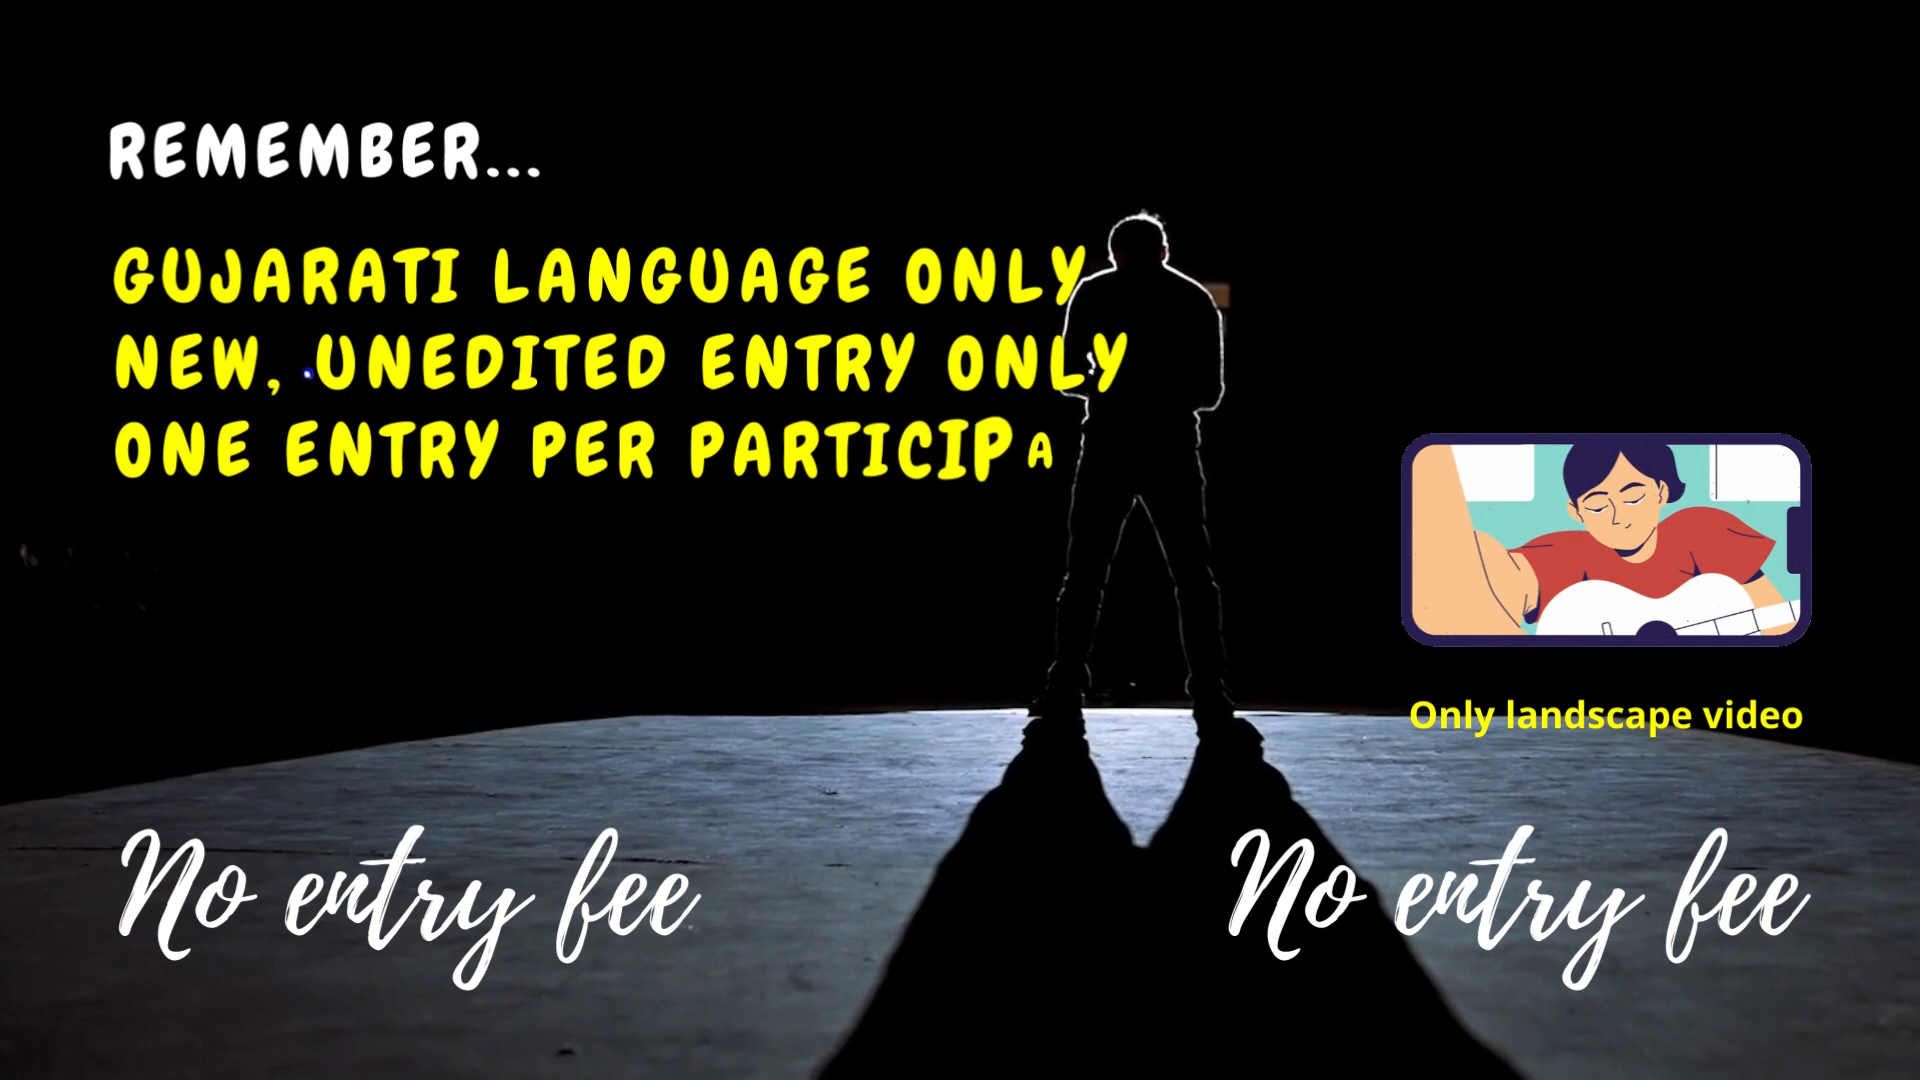 REMEMBER...
GUJARATI LANGUAGE ONLY
NEW, UNEDITED ENTRY ONLY
ONE ENTRY PER PARTICIPA
Only landscape video
No entry fee
No entry fee